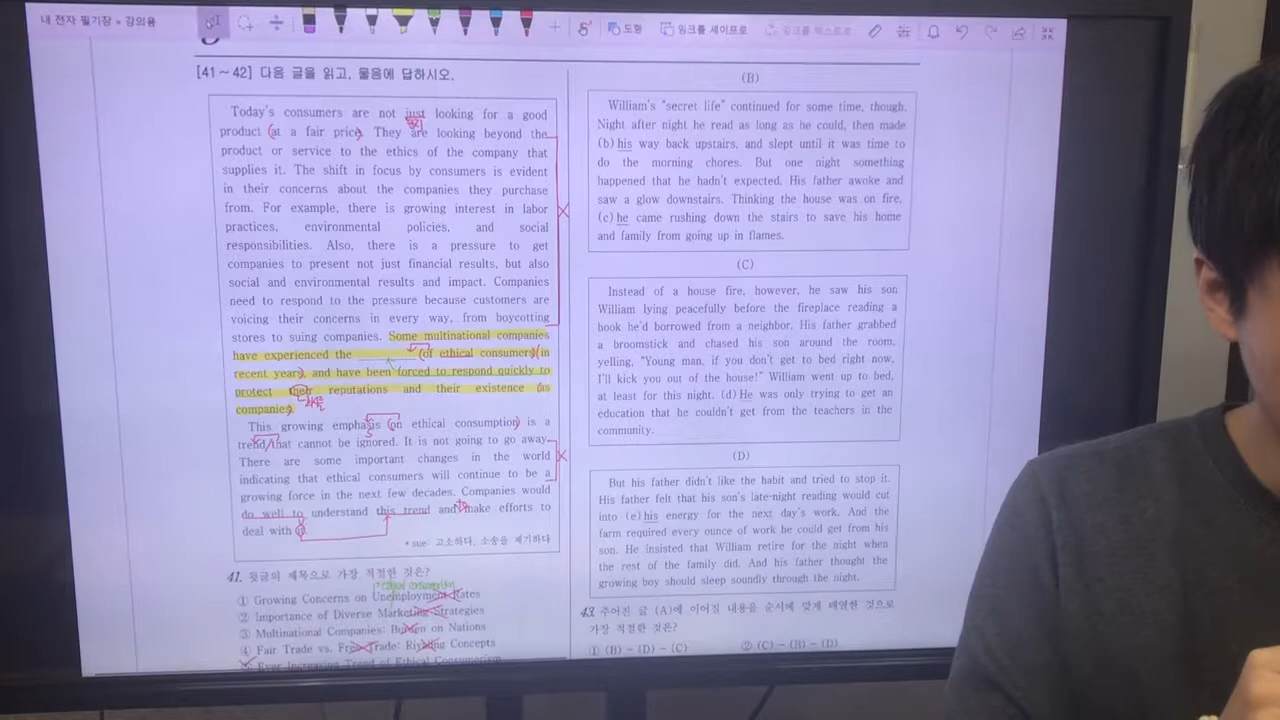 내 전자 필기장 » 강의용
도형
잉크를 셰이프로
잉크를 텍스트로
[41~42] 다음 글을 읽고, 물음에 답하시오.
Today's consumers are not just looking for a good
product (at a fair price). They are looking beyond the
product or service to the ethics of the company that
supplies it. The shift in focus by consumers is evident
in their concerns about the companies they purchase
from. For example, there is growing interest in labor
practices, environmental policies, and social
responsibilities. Also, there is a pressure to get
companies to present not just financial results, but also
social and environmental results and impact. Companies
need to respond to the pressure because customers are
voicing their concerns in every way, from boycotting
stores to suing companies. Some multinational companies
have experienced the ________ (of ethical consumers) (in
recent years), and have been forced to respond quickly to
protect their reputations and their existence (as
companies).
This growing emphasis (on ethical consumption) is a
trend that cannot be ignored. It is not going to go away.
There are some important changes in the world
indicating that ethical consumers will continue to be a
growing force in the next few decades. Companies would
do well to understand this trend and make efforts to
deal with it.
* sue: 고소하다, 소송을 제기하다
41. 윗글의 제목으로 가장 적절한 것은?
ethical consumerism
① Growing Concerns on Unemployment Rates
② Importance of Diverse Marketing Strategies
③ Multinational Companies: Burden on Nations
④ Fair Trade vs. Free Trade: Rivaling Concepts
Ever Increasing Trend of Ethical Consumerism
(B)
William's "secret life" continued for some time, though.
Night after night he read as long as he could, then made
(b) his way back upstairs, and slept until it was time to
do the morning chores. But one night something
happened that he hadn't expected. His father awoke and
saw a glow downstairs. Thinking the house was on fire,
(c) he came rushing down the stairs to save his home
and family from going up in flames.
(C)
Instead of a house fire, however, he saw his son
William lying peacefully before the fireplace reading a
book he'd borrowed from a neighbor. His father grabbed
a broomstick and chased his son around the room,
yelling, "Young man, if you don't get to bed right now,
I'll kick you out of the house!" William went up to bed,
at least for this night. (d) He was only trying to get an
education that he couldn't get from the teachers in the
community.
(D)
But his father didn't like the habit and tried to stop it.
His father felt that his son's late-night reading would cut
into (e) his energy for the next day's work. And the
farm required every ounce of work he could get from his
son. He insisted that William retire for the night when
the rest of the family did. And his father thought the
growing boy should sleep soundly through the night.
43. 주어진 글 (A)에 이어질 내용을 순서에 맞게 배열한 것으로
가장 적절한 것은?
① (B) - (D) - (C)
② (C) - (B) - (D)